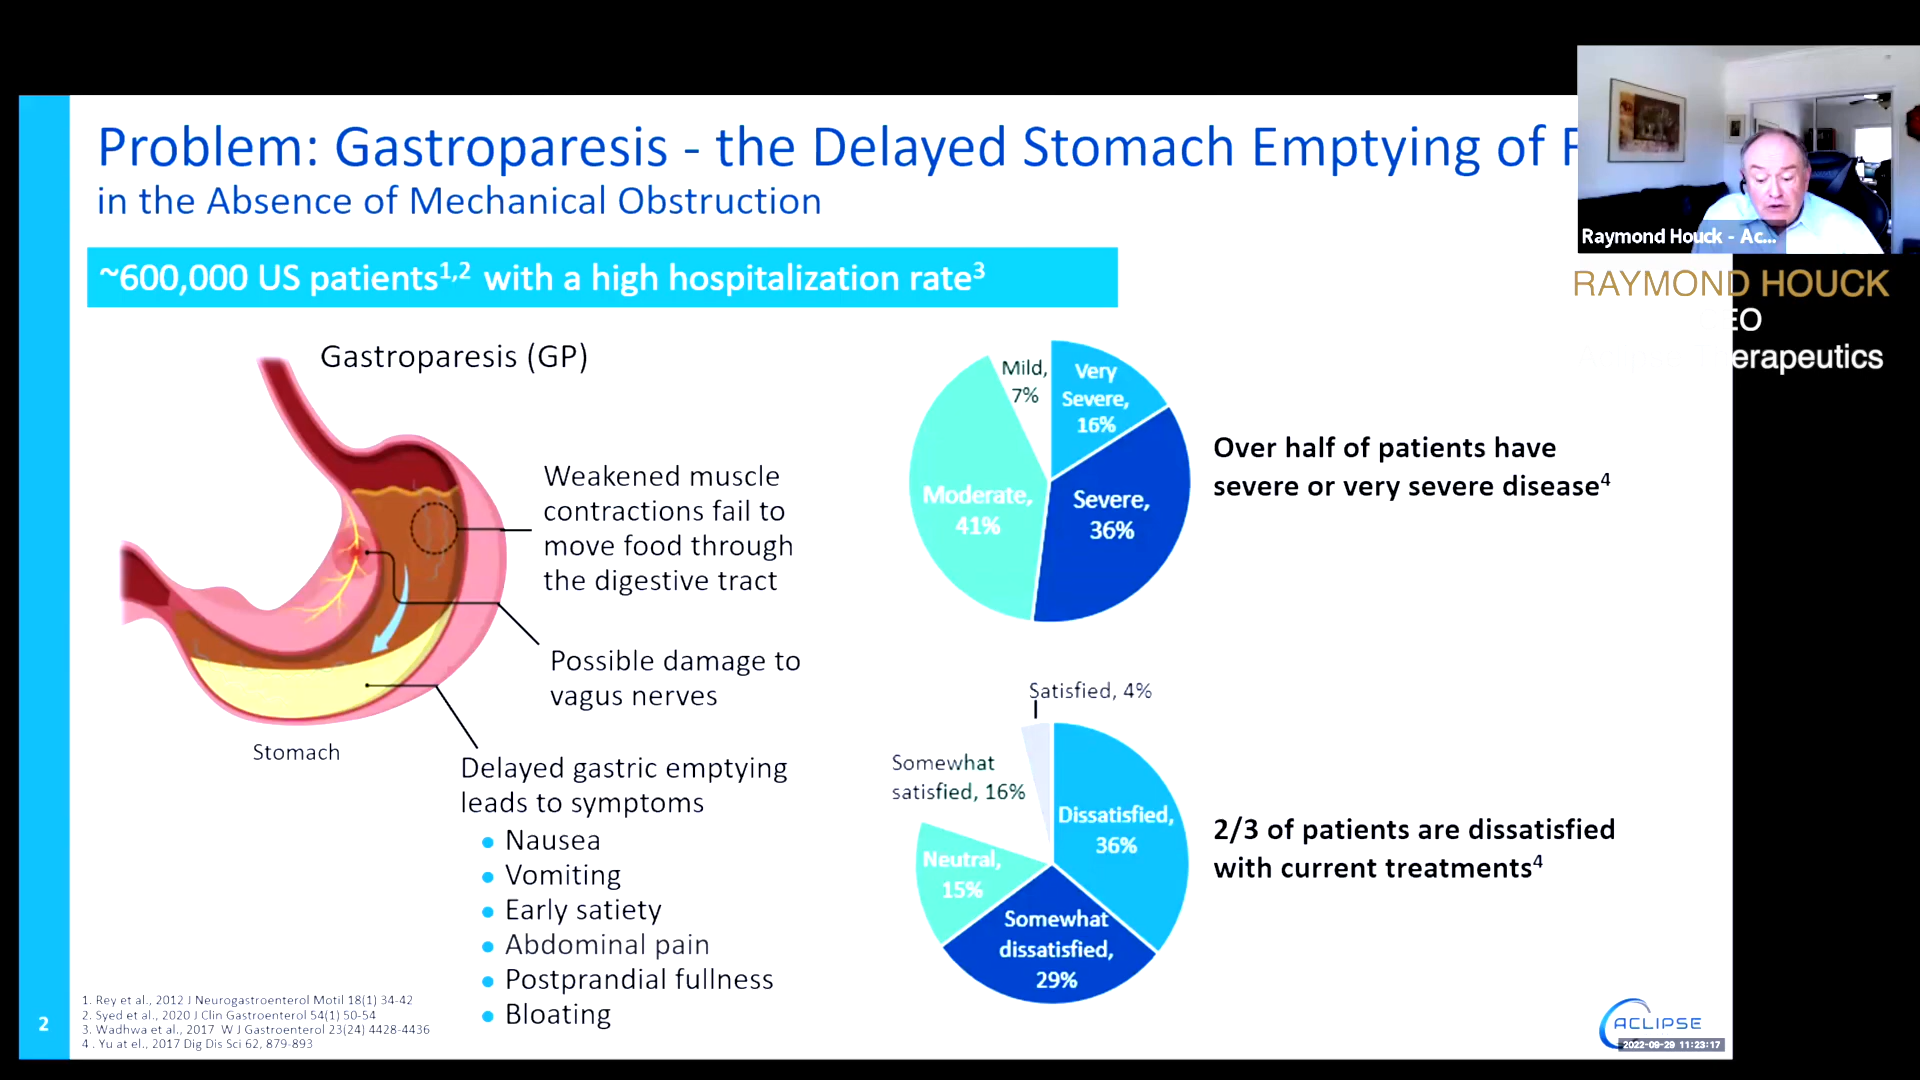 Problem: Gastroparesis - the Delayed Stomach Emptying of
in the Absence of Mechanical Obstruction
~600,000 US patients1,2 with a high hospitalization rate3
Raymond Houck - Ac...
RAYMOND HOUCK
EO
erapeutics
Gastroparesis (GP)
Weakened muscle
contractions fail to
move food through
the digestive tract
Possible damage to
vagus nerves
Stomach
Delayed gastric emptying
leads to symptoms
• Nausea
• Vomiting
• Early satiety
• Abdominal pain
• Postprandial fullness
• Bloating
Mild,
7%
Very
Severe,
16%
Moderate,
41%
Severe,
36%
Over half of patients have
severe or very severe disease4
Satisfied, 4%
Somewhat
satisfied, 16%
Dissatisfied,
36%
Neutral,
15%
Somewhat
dissatisfied,
29%
2/3 of patients are dissatisfied
with current treatments4
1. Rey et al., 2012 J Neurogastroenterol Motil 18(1) 34-42
2. Syed et al., 2020 J Clin Gastroenterol 54(1) 50-54
3. Wadhwa et al., 2017 W J Gastroenterol 23(24) 4428-4436
4 . Yu at el., 2017 Dig Dis Sci 62, 879-893
2
ACLIPSE
2022-09-29 11:23:17